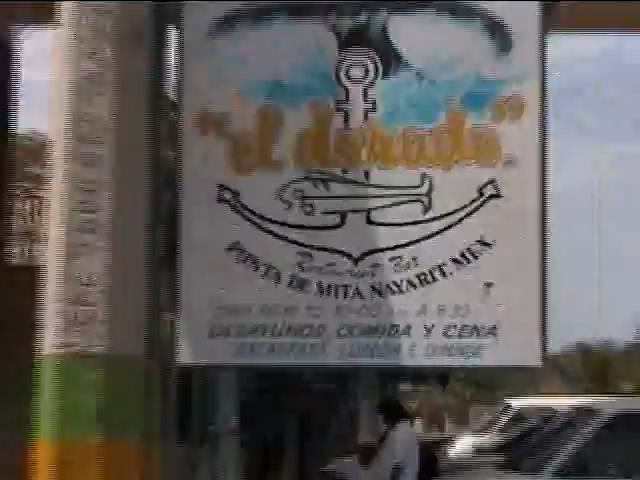 "el dorado"
Restaurant Bar
PUNTA DE MITA NAYARIT, MEX.
DESAYUNOS COMIDA Y CENA
BREAKFAST LUNCH & DINNER